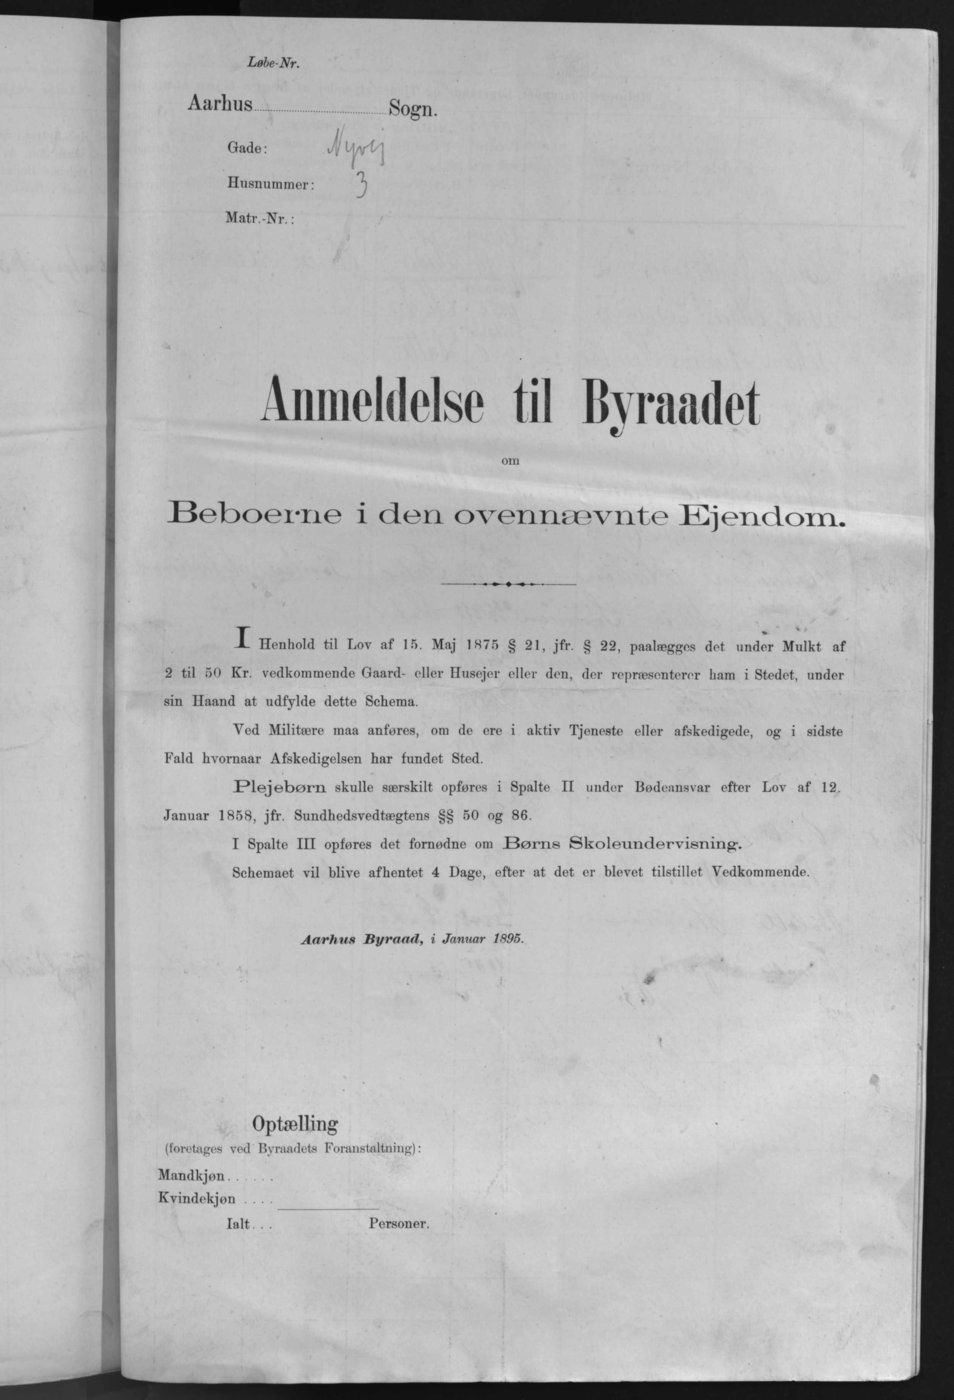 Løbe-Nr.
Aarhus Sogn.
Gade: Nyvej
Husnummer: 3
Matr.-Nr.:
Anmeldelse til Byraadet
om
Beboerne i den ovennævnte Ejendom.
I Henhold til Lov af 15. Maj 1875 § 21, jfr. § 22, paalægges det under Mulkt af
2 til 50 Kr. vedkommende Gaard- eller Husejer eller den, der repræsenterer ham i Stedet, under
sin Haand at udfylde dette Schema.
Ved Militære maa anføres, om de ere i aktiv Tjeneste eller afskedigede, og i sidste
Fald hvornaar Afskedigelsen har fundet Sted.
Plejebørn skulle særskilt opføres i Spalte II under Bødeansvar efter Lov af 12.
Januar 1858, jfr. Sundhedsvedtægtens §§ 50 og 86.
I Spalte III opføres det fornødne om Børns Skoleundervisning.
Schemaet vil blive afhentet 4 Dage, efter at det er blevet tilstillet Vedkommende.
Aarhus Byraad, i Januar 1895.
Optælling
(foretages ved Byraadets Foranstaltning):
Mandkjøn......
Kvindekjøn ....
Ialt... Personer.